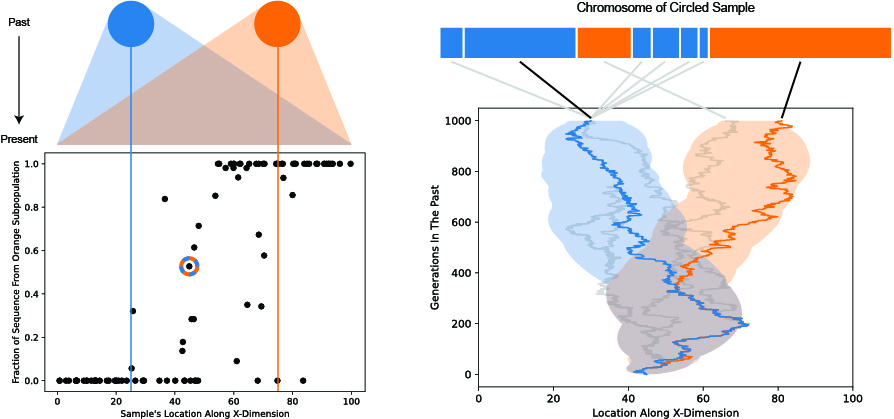 Past
Present
Fraction of Sequence From Orange Subpopulation
1.0
0.8
0.6
0.4
0.2
0.0
0 20 40 60 80 100
Sample's Location Along X-Dimension
Chromosome of Circled Sample
Generations In The Past
1000
800
600
400
200
0
0 20 40 60 80 100
Location Along X-Dimension